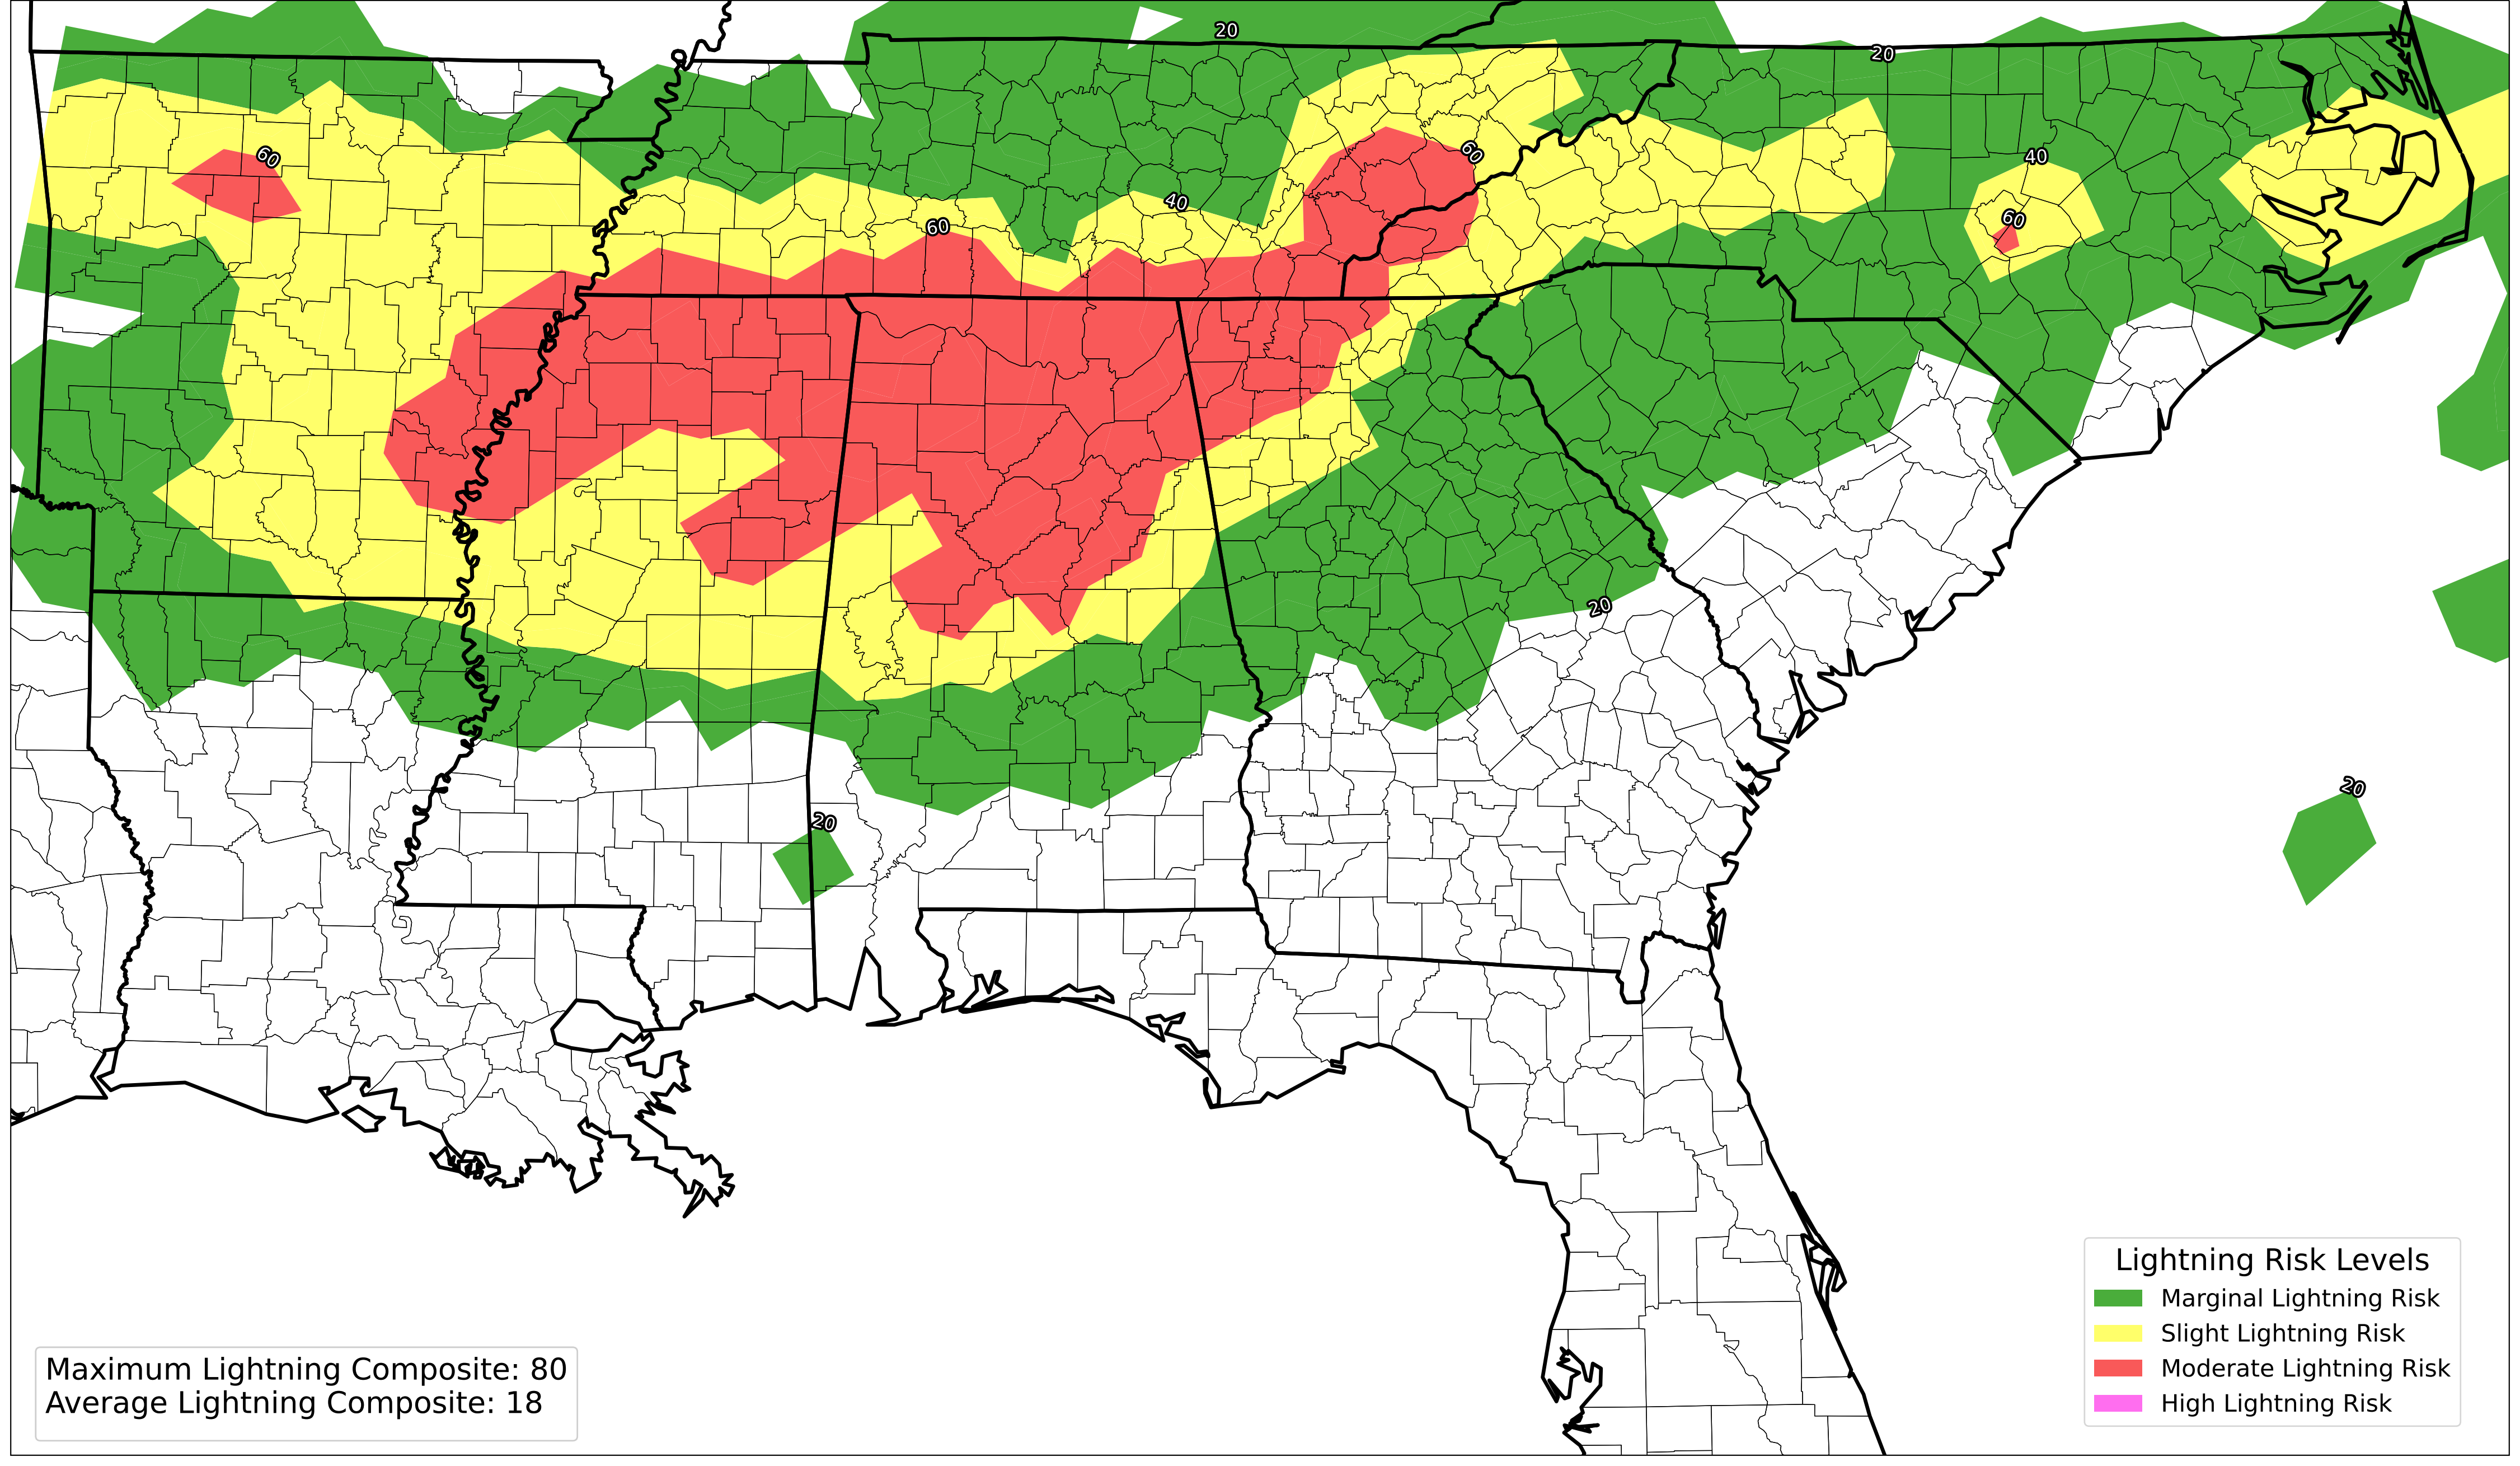 20
20
60
60
40
40
60
60
20
20
20
Lightning Risk Levels
Marginal Lightning Risk
Slight Lightning Risk
Moderate Lightning Risk
High Lightning Risk
Maximum Lightning Composite: 80
Average Lightning Composite: 18